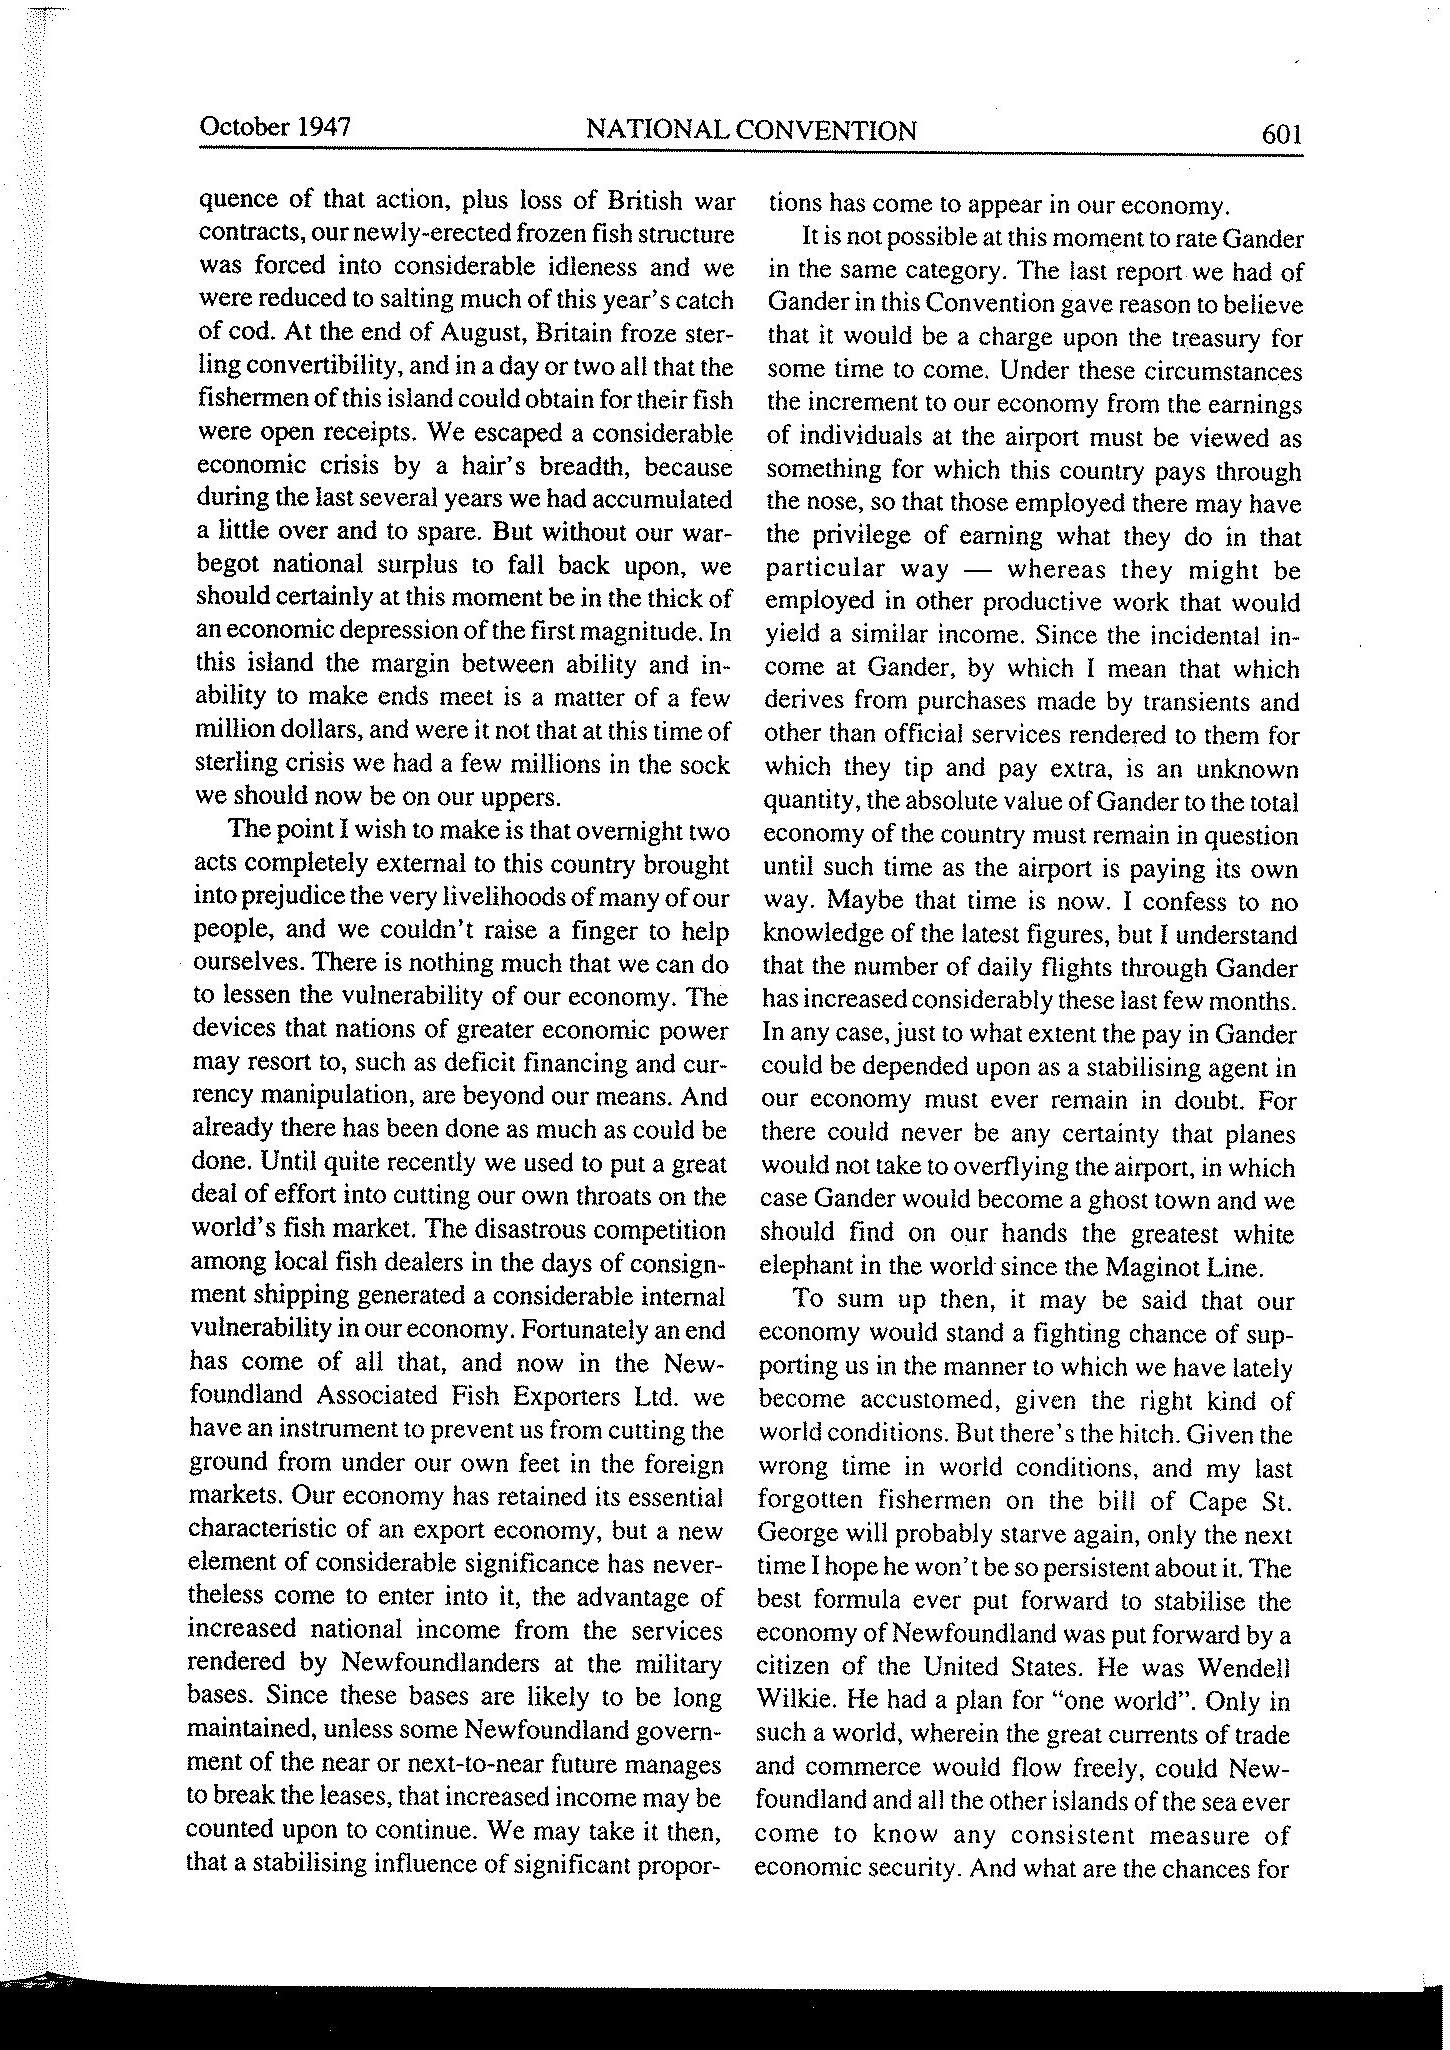 October 1947
NATIONAL CONVENTION
601
quence of that action, plus loss of British war
contracts, our newly-erected frozen fish structure
was forced into considerable idleness and we
were reduced to salting much of this year's catch
of cod. At the end of August, Britain froze ster-
ling convertibility, and in a day or two all that the
fishermen of this island could obtain for their fish
were open receipts. We escaped a considerable
economic crisis by a hair's breadth, because
during the last several years we had accumulated
a little over and to spare. But without our war-
begot national surplus to fall back upon, we
should certainly at this moment be in the thick of
an economic depression of the first magnitude. In
this island the margin between ability and in-
ability to make ends meet is a matter of a few
million dollars, and were it not that at this time of
sterling crisis we had a few millions in the sock
we should now be on our uppers.
The point I wish to make is that overnight two
acts completely external to this country brought
into prejudice the very livelihoods of many of our
people, and we couldn't raise a finger to help
ourselves. There is nothing much that we can do
to lessen the vulnerability of our economy. The
devices that nations of greater economic power
may resort to, such as deficit financing and cur-
rency manipulation, are beyond our means. And
already there has been done as much as could be
done. Until quite recently we used to put a great
deal of effort into cutting our own throats on the
world's fish market. The disastrous competition
among local fish dealers in the days of consign-
ment shipping generated a considerable internal
vulnerability in our economy. Fortunately an end
has come of all that, and now in the New-
foundland Associated Fish Exporters Ltd. we
have an instrument to prevent us from cutting the
ground from under our own feet in the foreign
markets. Our economy has retained its essential
characteristic of an export economy, but a new
element of considerable significance has never-
theless come to enter into it, the advantage of
increased national income from the services
rendered by Newfoundlanders at the military
bases. Since these bases are likely to be long
maintained, unless some Newfoundland govern-
ment of the near or next-to-near future manages
to break the leases, that increased income may be
counted upon to continue. We may take it then,
that a stabilising influence of significant propor-
tions has come to appear in our economy.
It is not possible at this moment to rate Gander
in the same category. The last report we had of
Gander in this Convention gave reason to believe
that it would be a charge upon the treasury for
some time to come. Under these circumstances
the increment to our economy from the earnings
of individuals at the airport must be viewed as
something for which this country pays through
the nose, so that those employed there may have
the privilege of earning what they do in that
particular way — whereas they might be
employed in other productive work that would
yield a similar income. Since the incidental in-
come at Gander, by which I mean that which
derives from purchases made by transients and
other than official services rendered to them for
which they tip and pay extra, is an unknown
quantity, the absolute value of Gander to the total
economy of the country must remain in question
until such time as the airport is paying its own
way. Maybe that time is now. I confess to no
knowledge of the latest figures, but I understand
that the number of daily flights through Gander
has increased considerably these last few months.
In any case, just to what extent the pay in Gander
could be depended upon as a stabilising agent in
our economy must ever remain in doubt. For
there could never be any certainty that planes
would not take to overflying the airport, in which
case Gander would become a ghost town and we
should find on our hands the greatest white
elephant in the world since the Maginot Line.
To sum up then, it may be said that our
economy would stand a fighting chance of sup-
porting us in the manner to which we have lately
become accustomed, given the right kind of
world conditions. But there's the hitch. Given the
wrong time in world conditions, and my last
forgotten fishermen on the bill of Cape St.
George will probably starve again, only the next
time I hope he won't be so persistent about it. The
best formula ever put forward to stabilise the
economy of Newfoundland was put forward by a
citizen of the United States. He was Wendell
Wilkie. He had a plan for "one world". Only in
such a world, wherein the great currents of trade
and commerce would flow freely, could New-
foundland and all the other islands of the sea ever
come to know any consistent measure of
economic security. And what are the chances for